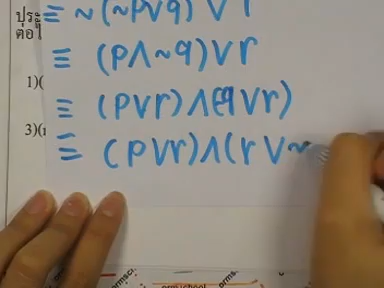 ประ
≡ ~(~p∨q) ∨ r
ต่อไ
≡ (p∧~q)∨r
1)(
≡ (p∨r)∧( q∨r)
3)(
≡ (p∨r)∧(r∨~